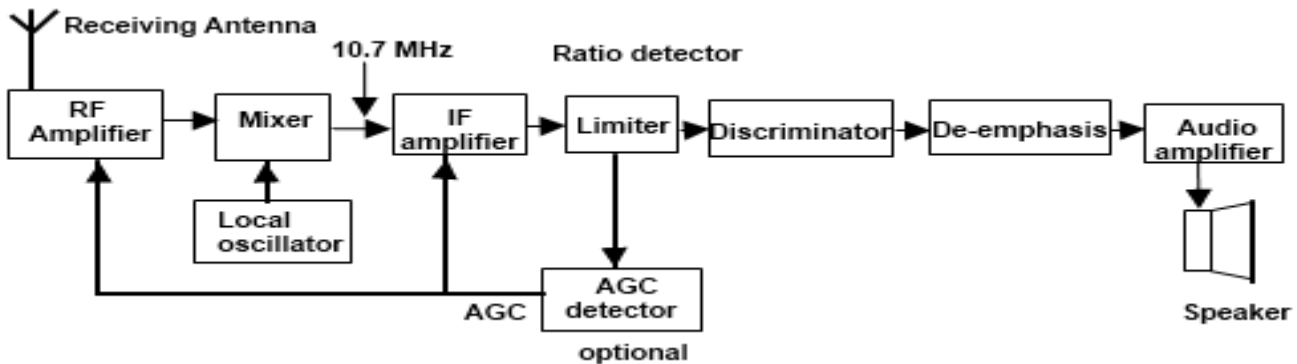 Receiving Antenna
10.7 MHz
Ratio detector
RF
Amplifier
Mixer
IF
amplifier
Limiter
Discriminator
De-emphasis
Audio
amplifier
Local
oscillator
AGC
AGC
detector
optional
Speaker